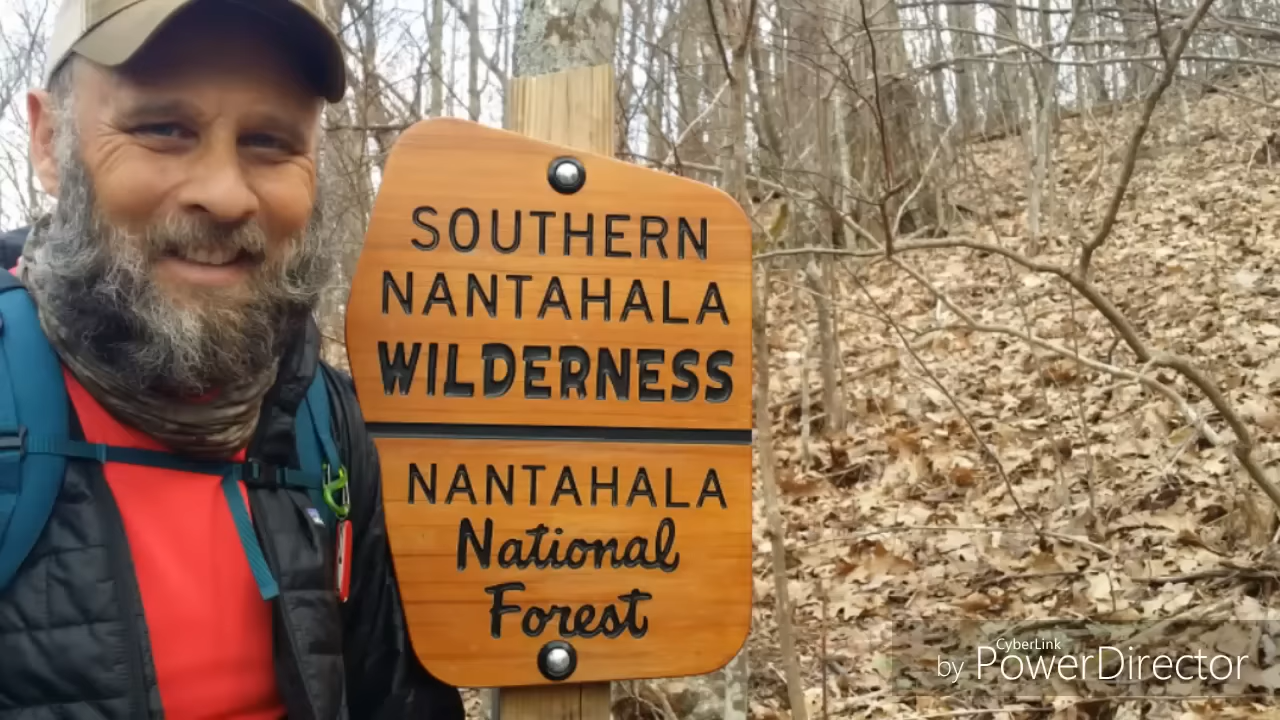 SOUTHERN
NANTAHALA
WILDERNESS
NANTAHALA
National
Forest
CyberLink
by PowerDirector